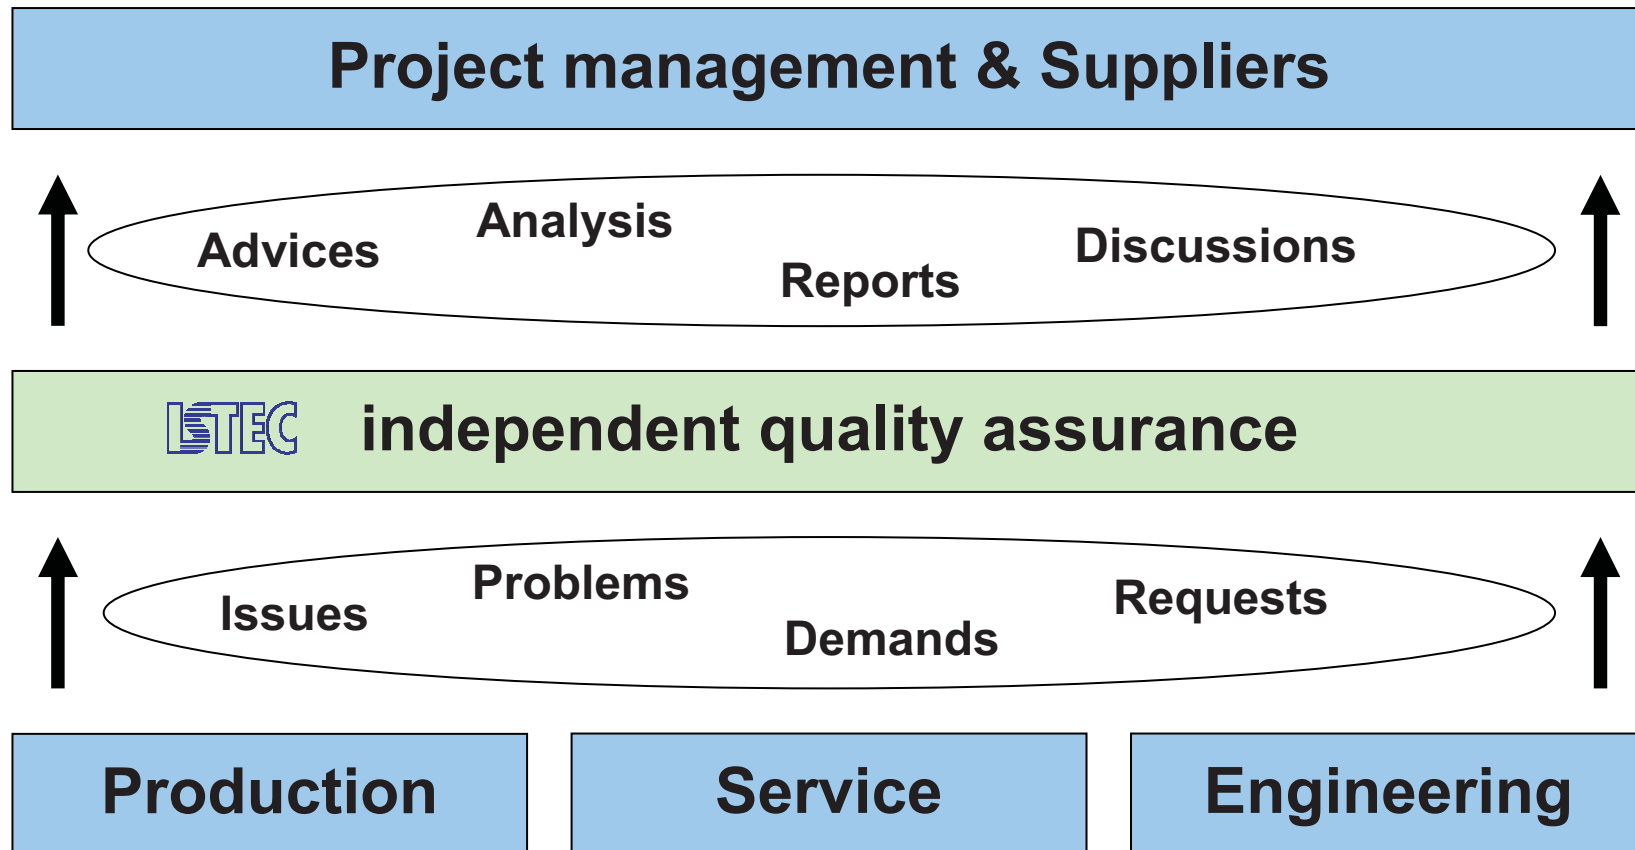 Project management & Suppliers
Analysis
Advices
Discussions
Reports
ISTEC independent quality assurance
Problems
Requests
Issues
Demands
Production Service Engineering